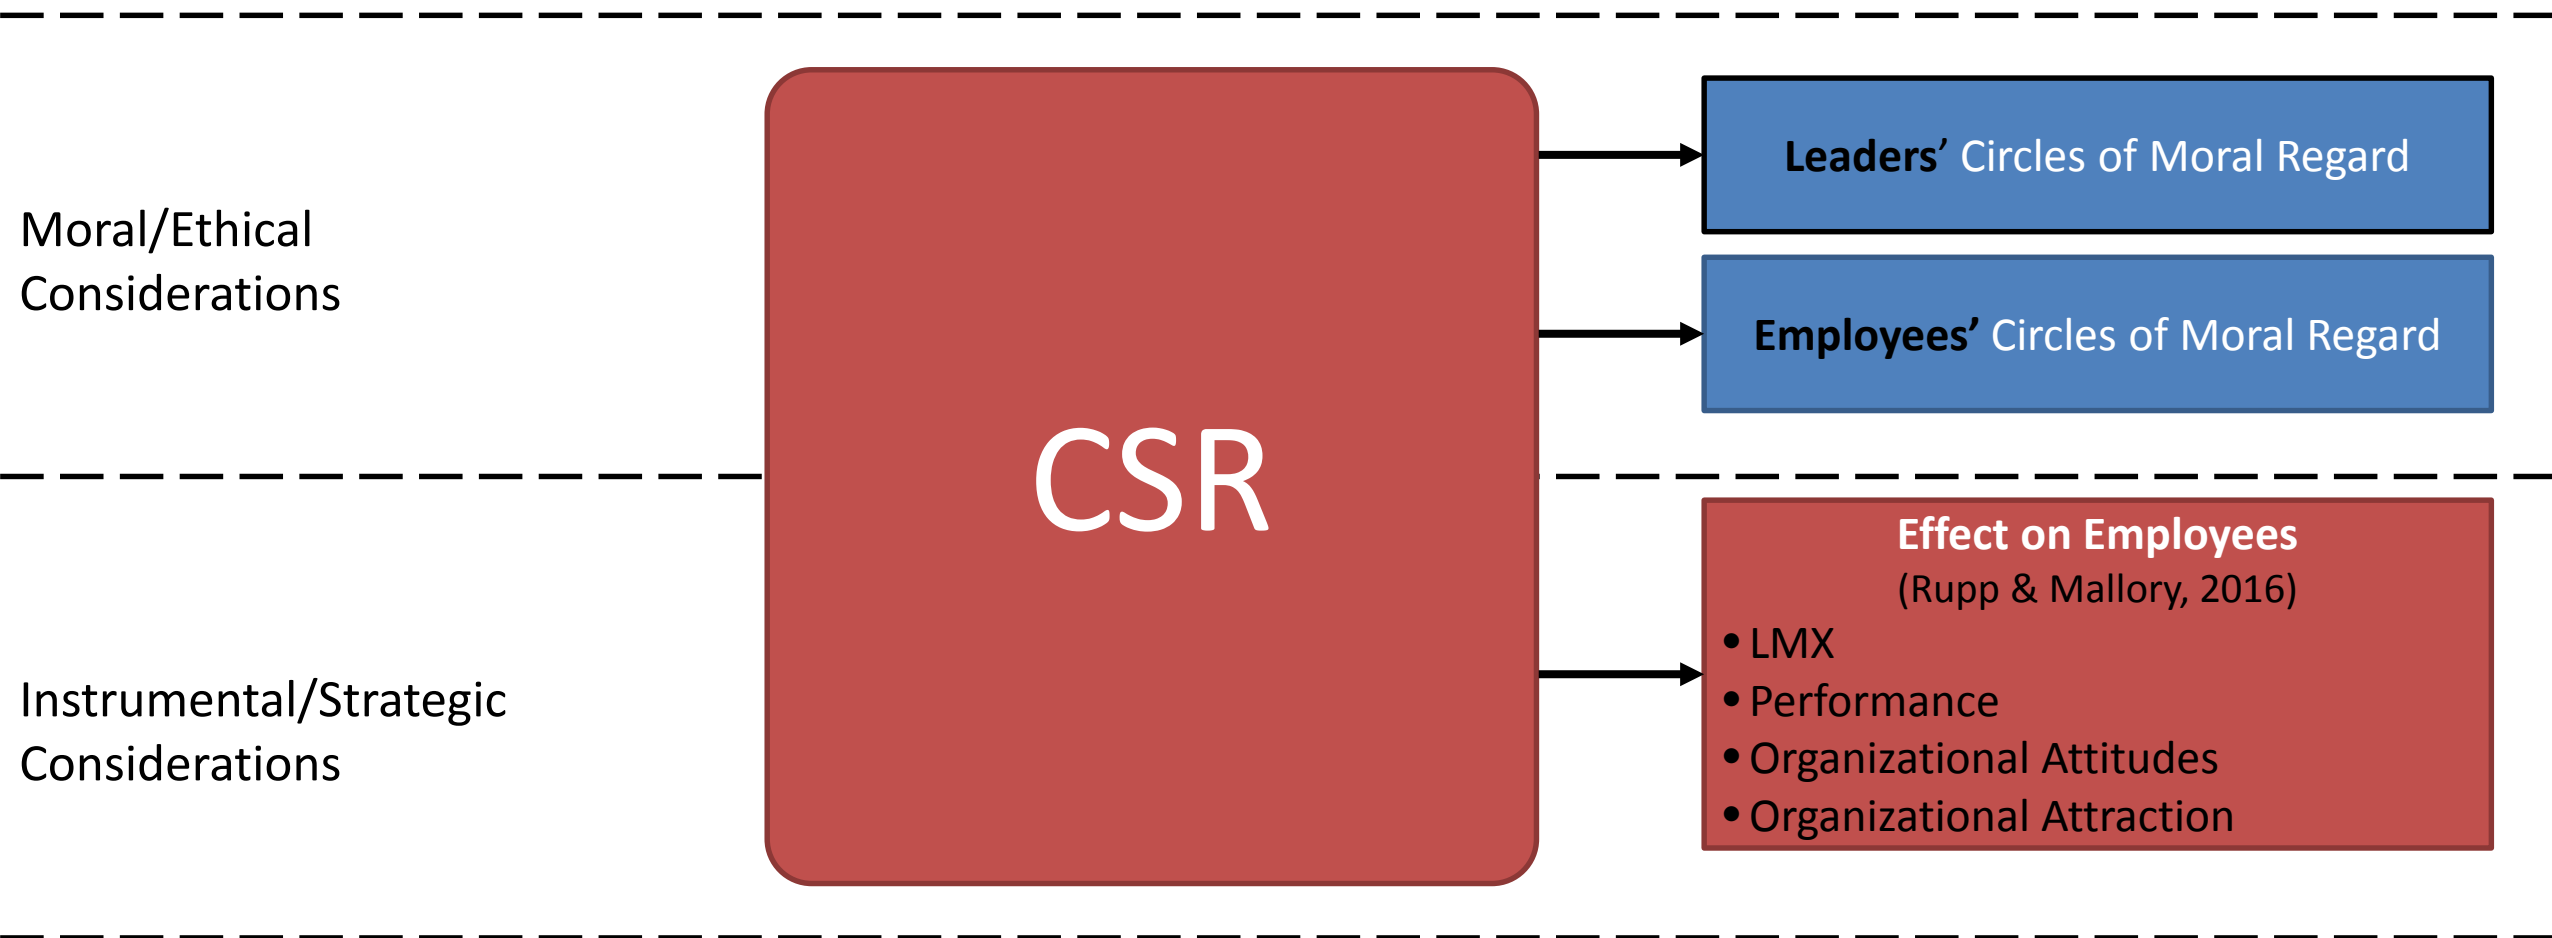 Moral/Ethical
Considerations
CSR
Leaders’ Circles of Moral Regard
Employees’ Circles of Moral Regard
Instrumental/Strategic
Considerations
Effect on Employees
(Rupp & Mallory, 2016)
• LMX
• Performance
• Organizational Attitudes
• Organizational Attraction